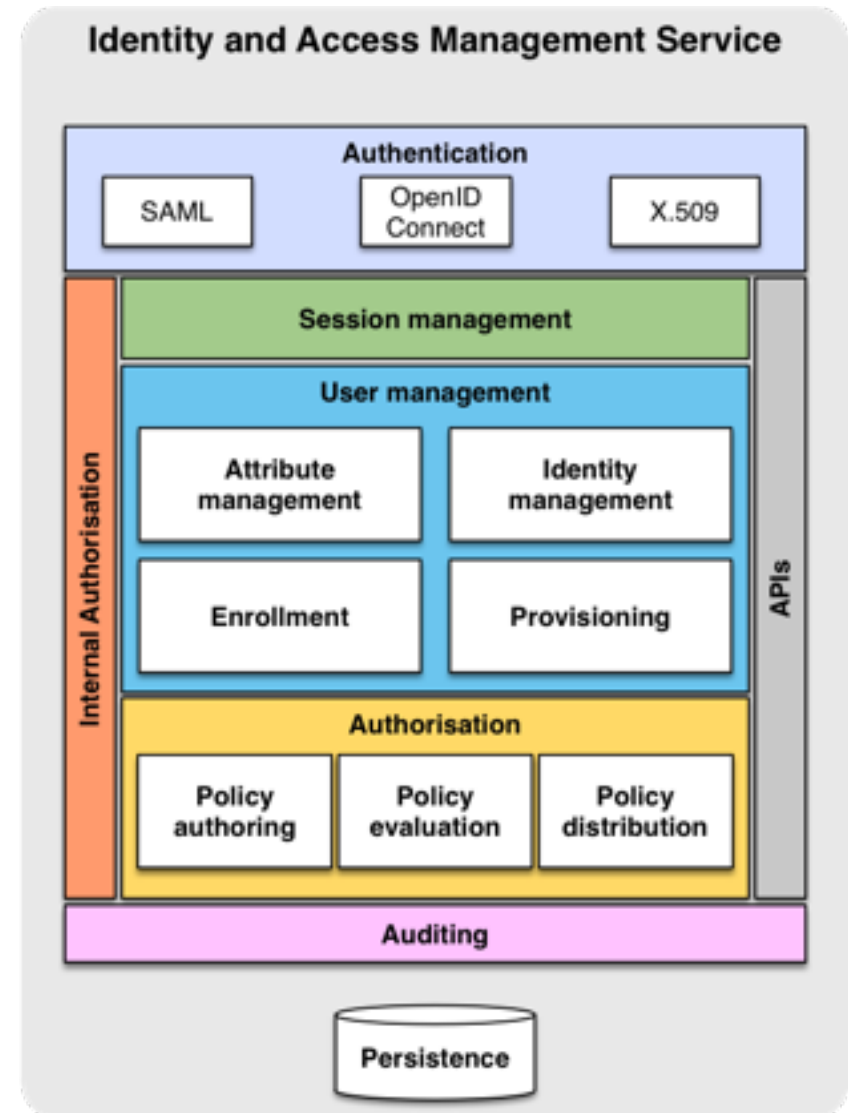 Identity and Access Management Service
Authentication
SAML
OpenID
Connect
X.509
Internal Authorisation
Session management
User management
Attribute
management
Identity
management
Enrollment
Provisioning
Authorisation
Policy
authoring
Policy
evaluation
Policy
distribution
APIs
Auditing
Persistence